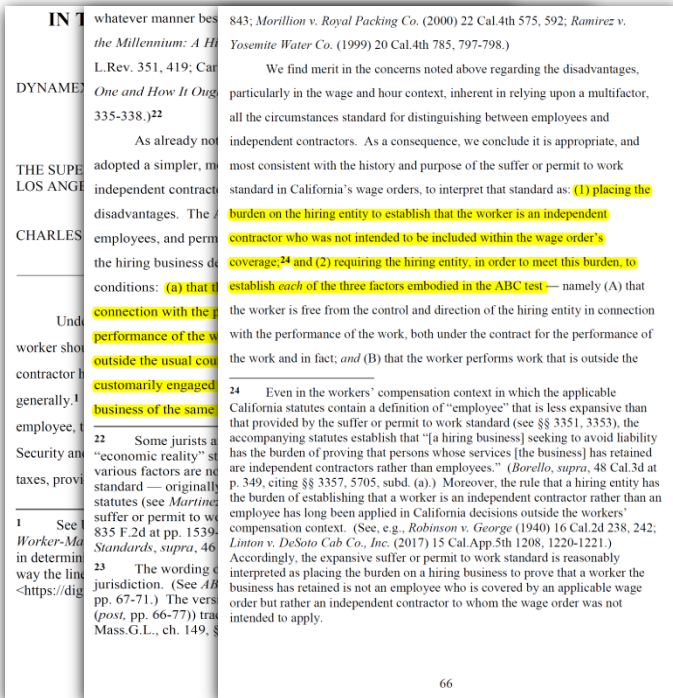 IN T
DYNAME
THE SUPE
LOS ANGE
CHARLES
Unde
worker shou
contractor h
generally.1
employee, t
Security and
taxes, provi
1 See
Worker-Ma
in determin
way the line
<https://dig
whatever manner bes
the Millennium: A Hi
L.Rev. 351, 419; Car
One and How It Oug
335-338.)22
As already not
adopted a simpler, m
independent contract
disadvantages. The
employees, and perm
the hiring business de
conditions: (a) that th
connection with the p
performance of the w
outside the usual cou
customarily engaged
business of the same
22 Some jurists a
“economic reality” st
various factors are no
standard — originally
statutes (see Martinez
suffer or permit to wo
835 F.2d at pp. 1539-
Standards, supra, 46
23 The wording o
jurisdiction. (See AB
pp. 67-71.) The vers
(post, pp. 66-77)) tra
Mass.G.L., ch. 149, §
843; Morillion v. Royal Packing Co. (2000) 22 Cal.4th 575, 592; Ramirez v.
Yosemite Water Co. (1999) 20 Cal.4th 785, 797-798.)
We find merit in the concerns noted above regarding the disadvantages,
particularly in the wage and hour context, inherent in relying upon a multifactor,
all the circumstances standard for distinguishing between employees and
independent contractors. As a consequence, we conclude it is appropriate, and
most consistent with the history and purpose of the suffer or permit to work
standard in California’s wage orders, to interpret that standard as: (1) placing the
burden on the hiring entity to establish that the worker is an independent
contractor who was not intended to be included within the wage order’s
coverage;24 and (2) requiring the hiring entity, in order to meet this burden, to
establish each of the three factors embodied in the ABC test — namely (A) that
the worker is free from the control and direction of the hiring entity in connection
with the performance of the work, both under the contract for the performance of
the work and in fact; and (B) that the worker performs work that is outside the
24 Even in the workers’ compensation context in which the applicable
California statutes contain a definition of “employee” that is less expansive than
that provided by the suffer or permit to work standard (see §§ 3351, 3353), the
accompanying statutes establish that “[a hiring business] seeking to avoid liability
has the burden of proving that persons whose services [the business] has retained
are independent contractors rather than employees.” (Borello, supra, 48 Cal.3d at
p. 349, citing §§ 3357, 5705, subd. (a).) Moreover, the rule that a hiring entity has
the burden of establishing that a worker is an independent contractor rather than an
employee has long been applied in California decisions outside the workers’
compensation context. (See, e.g., Robinson v. George (1940) 16 Cal.2d 238, 242;
Linton v. DeSoto Cab Co., Inc. (2017) 15 Cal.App.5th 1208, 1220-1221.)
Accordingly, the expansive suffer or permit to work standard is reasonably
interpreted as placing the burden on a hiring business to prove that a worker the
business has retained is not an employee who is covered by an applicable wage
order but rather an independent contractor to whom the wage order was not
intended to apply.
66